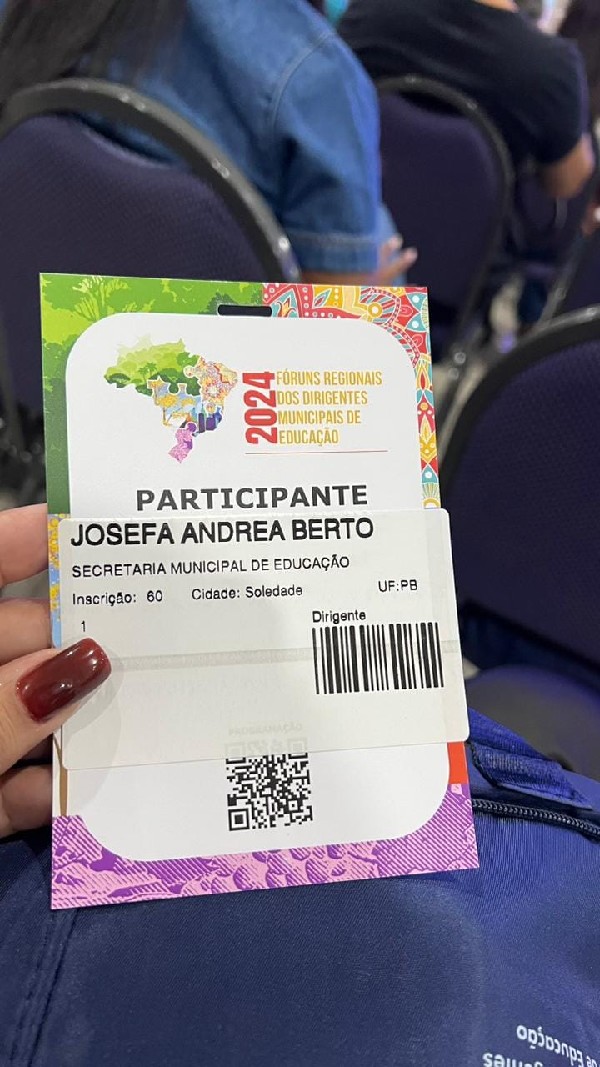 2024
FÓRUNS REGIONAIS
DOS DIRIGENTES
MUNICIPAIS DE
EDUCAÇÃO
PARTICIPANTE
JOSEFA ANDREA BERTO
SECRETARIA MUNICIPAL DE EDUCAÇÃO
Inscrição: 60 Cidade: Soledade UF:PB
1
Dirigente
Educação